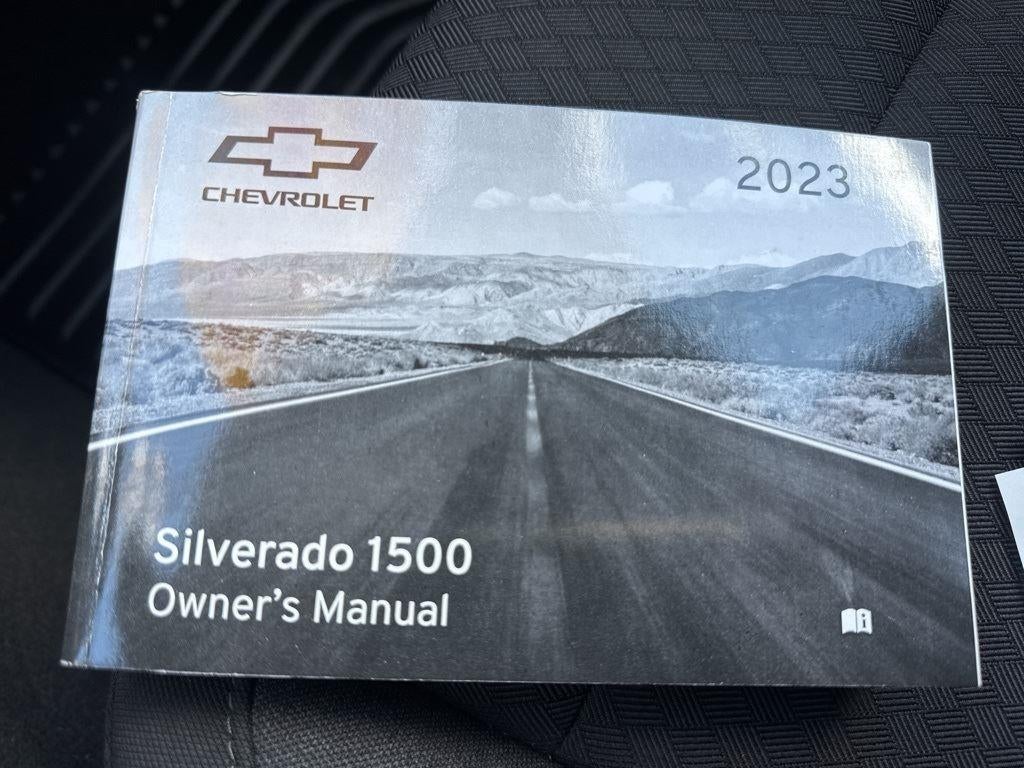 CHEVROLET
2023
Silverado 1500
Owner's Manual